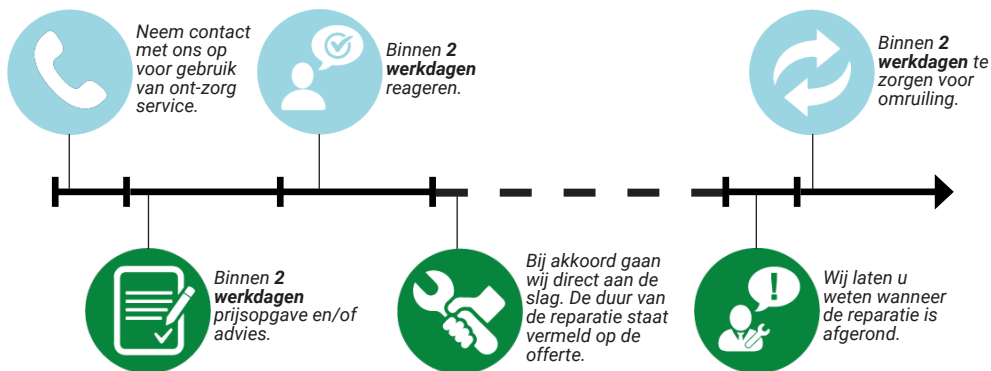 Neem contact
met ons op
voor gebruik
van ont-zorg
service.
Binnen 2
werkdagen
prijsopgave en/of
advies.
Binnen 2
werkdagen
reageren.
Bij akkoord gaan
wij direct aan de
slag. De duur van
de reparatie staat
vermeld op de
offerte.
Wij laten u
weten wanneer
de reparatie is
afgerond.
Binnen 2
werkdagen te
zorgen voor
omruiling.